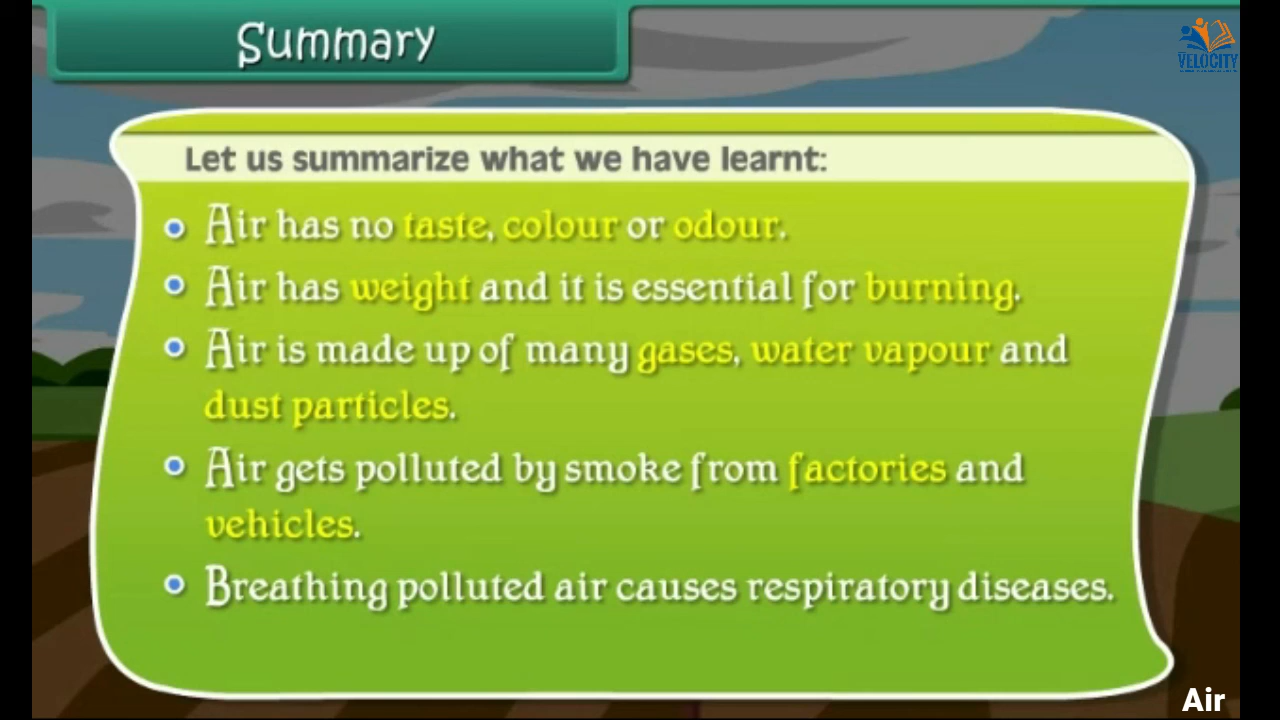 Summary
VELOCITY
Let us summarize what we have learnt:
Air has no taste, colour or odour.
Air has weight and it is essential for burning.
Air is made up of many gases, water vapour and
dust particles.
Air gets polluted by smoke from factories and
vehicles.
Breathing polluted air causes respiratory diseases.
Air